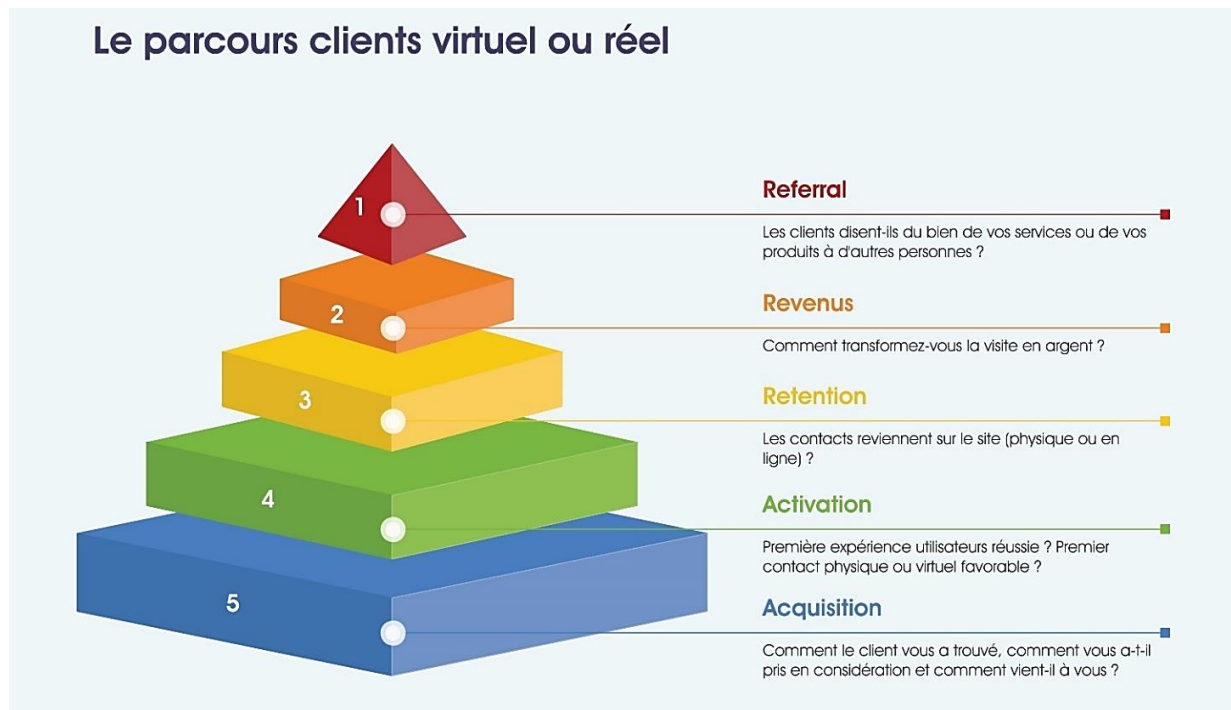 Le parcours clients virtuel ou réel
1
Referral
Les clients disent-ils du bien de vos services ou de vos
produits à d'autres personnes ?
2
Revenus
Comment transformez-vous la visite en argent ?
3
Retention
Les contacts reviennent sur le site (physique ou en
ligne) ?
4
Activation
Première expérience utilisateurs réussie ? Premier
contact physique ou virtuel favorable ?
5
Acquisition
Comment le client vous a trouvé, comment vous a-t-il
pris en considération et comment vient-il à vous ?